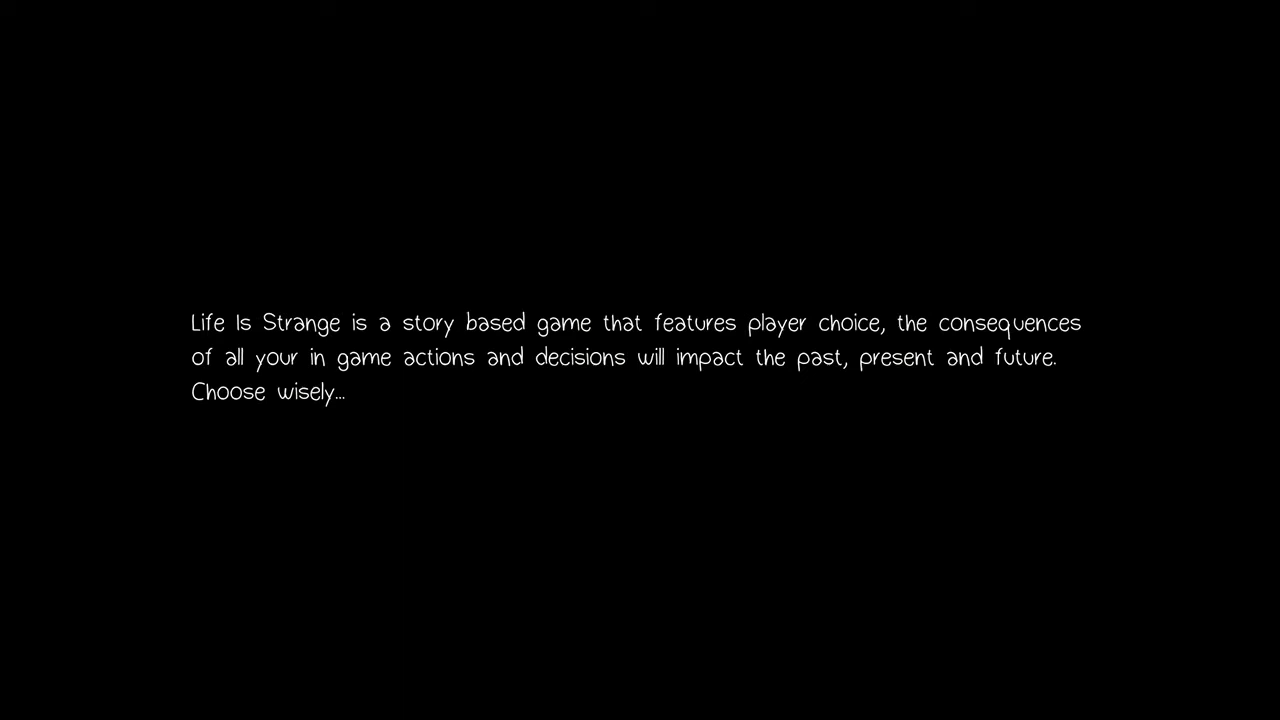 Life Is Strange is a story based game that features player choice, the consequences
of all your in game actions and decisions will impact the past, present and future.
Choose wisely...